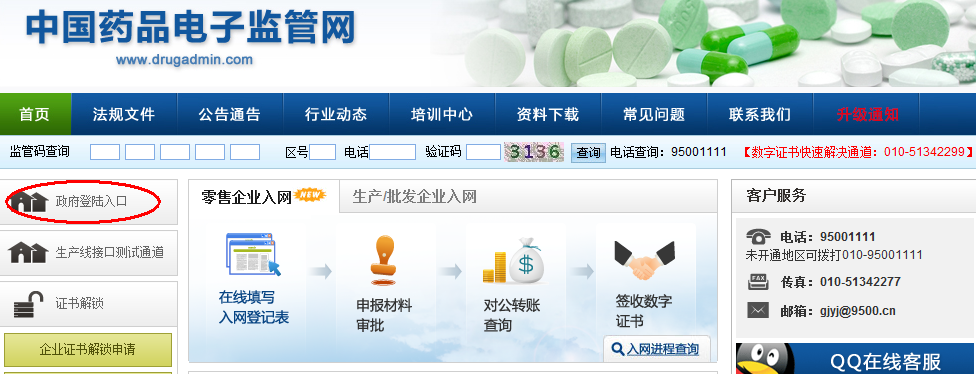 中国药品电子监管网
www.drugadmin.com
首页 法规文件 公告通告 行业动态 培训中心 资料下载 常见问题 联系我们 升级通知
监管码查询 区号 电话 验证码 3136 查询 电话查询：95001111 【数字证书快速解决通道：010-51342299】
政府登陆入口
生产线接口测试通道
证书解锁
企业证书解锁申请
零售企业入网 NEW 生产/批发企业入网
在线填写
入网登记表
申报材料
审批
对公转账
查询
签收数字
证书
入网进程查询
客户服务
电话：95001111
未开通地区可拨打010-95001111
传真：010-51342277
邮箱：gjyj@9500.cn
QQ在线客服